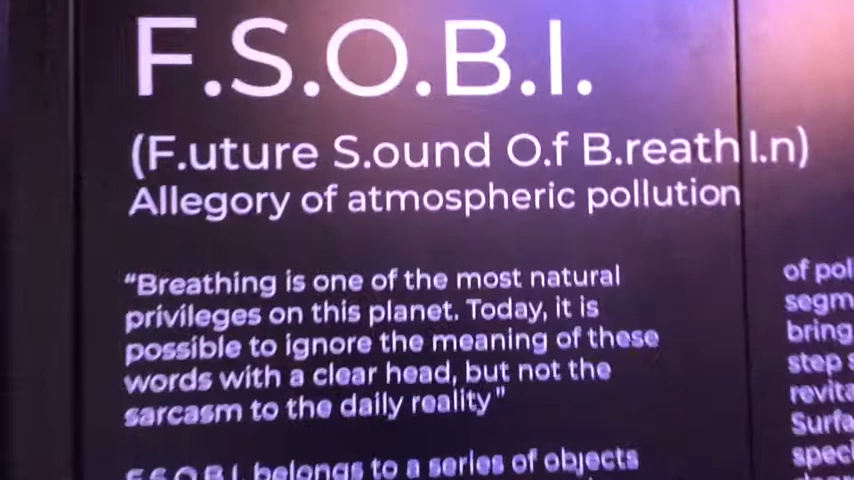 F.S.O.B.I.
(F.uture S.ound O.f B.reath I.n)
Allegory of atmospheric pollution
“Breathing is one of the most natural
privileges on this planet. Today, it is
possible to ignore the meaning of these
words with a clear head, but not the
sarcasm to the daily reality”
F.S.O.B.I. belongs to a series of objects
of pol
segm
bring
step s
revita
Surfa
speci